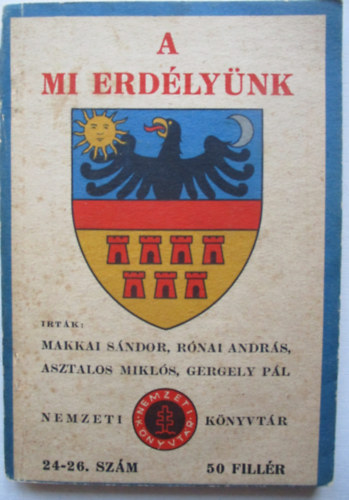 A
MI ERDÉLYÜNK
IRTÁK:
MAKKAI SÁNDOR, RÓNAI ANDRÁS,
ASZTALOS MIKLÓS, GERGELY PÁL
NEMZETI KÖNYVTÁR
NEMZETI
KÖNYVTÁR
24-26. SZÁM 50 FILLÉR